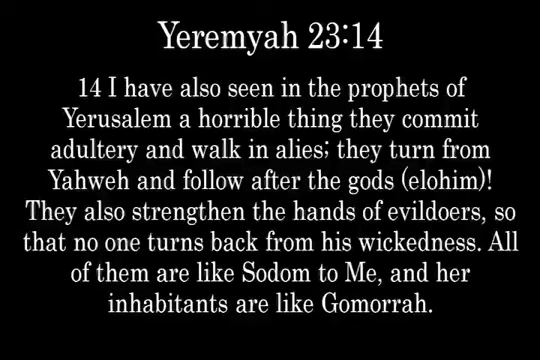 Yeremyah 23:14
14 I have also seen in the prophets of
Yerusalem a horrible thing they commit
adultery and walk in alies; they turn from
Yahweh and follow after the gods (elohim)!
They also strengthen the hands of evildoers, so
that no one turns back from his wickedness. All
of them are like Sodom to Me, and her
inhabitants are like Gomorrah.